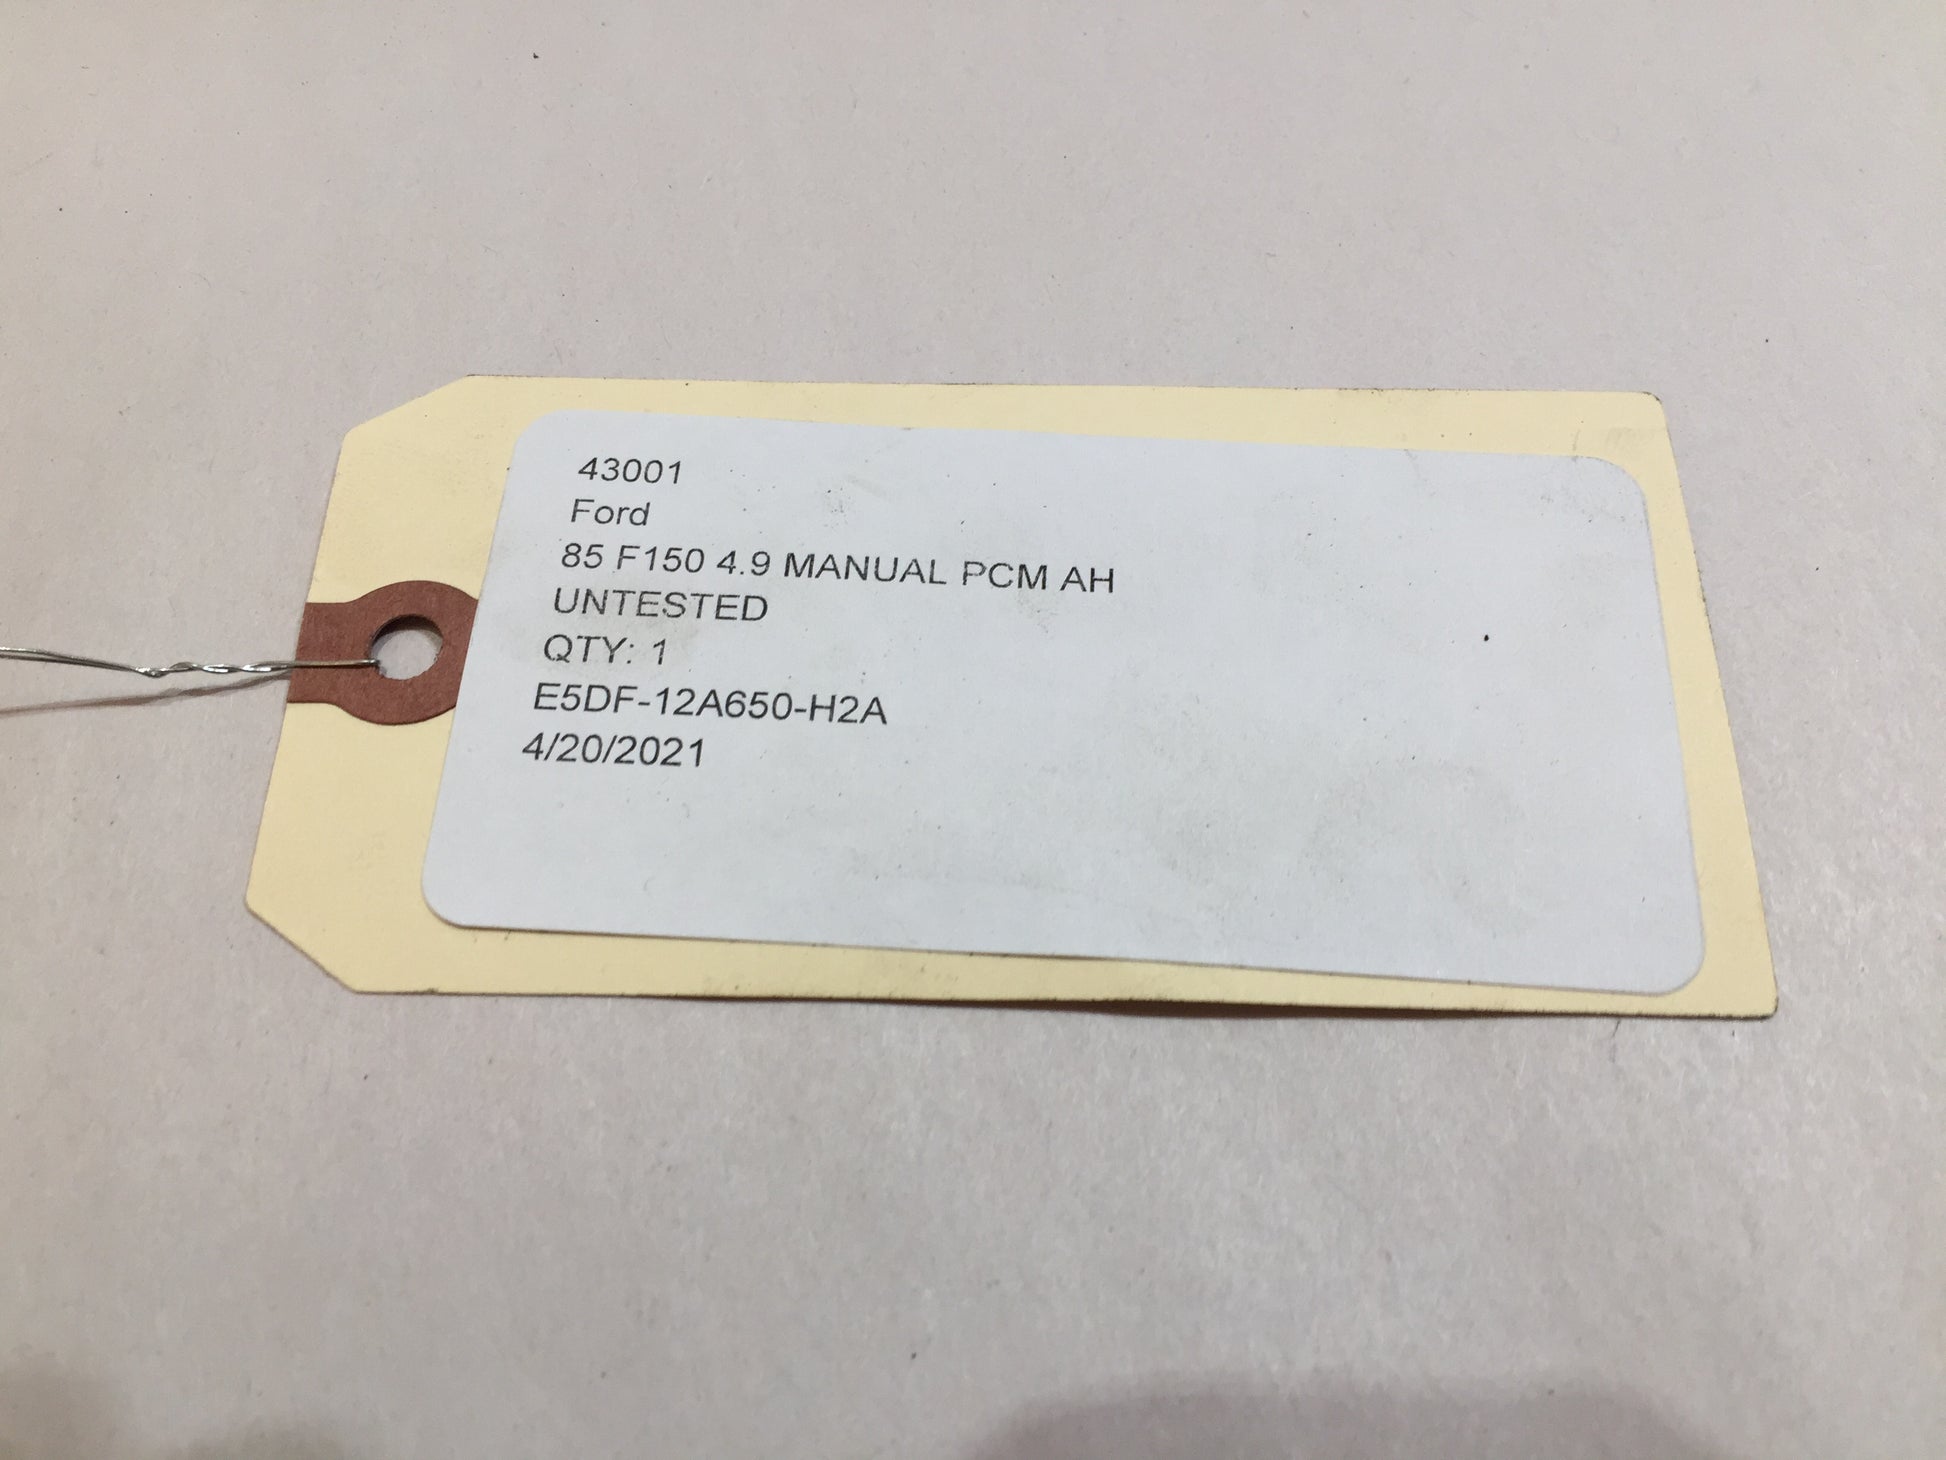 43001
Ford
85 F150 4.9 MANUAL PCM AH
UNTESTED
QTY: 1
E5DF-12A650-H2A
4/20/2021